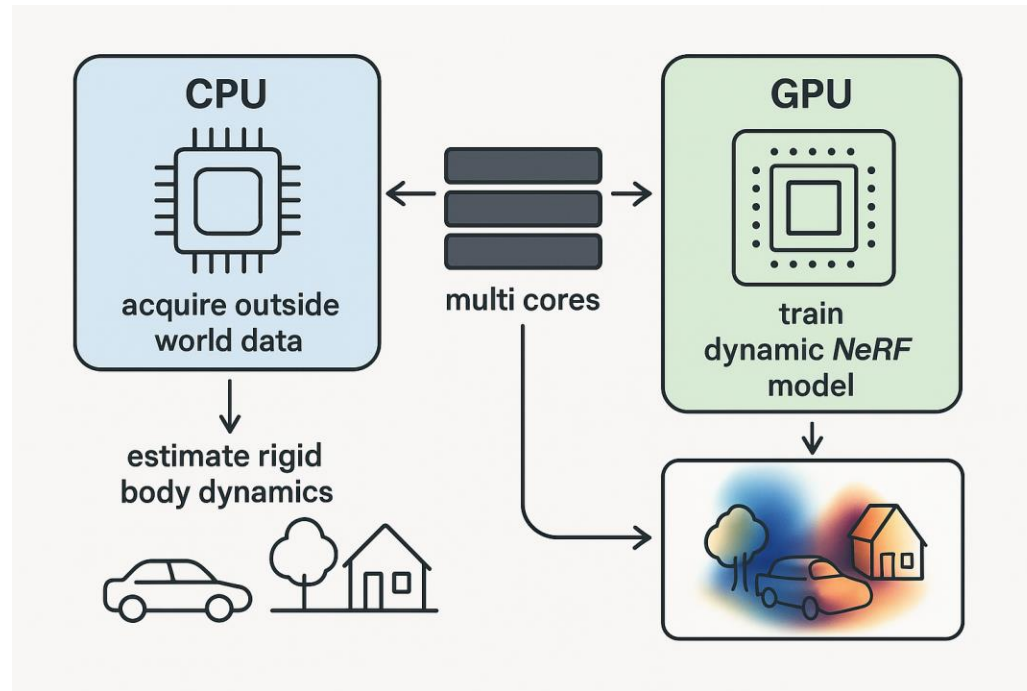 CPU
acquire outside
world data
estimate rigid
body dynamics
multi cores
GPU
train
dynamic NeRF
model